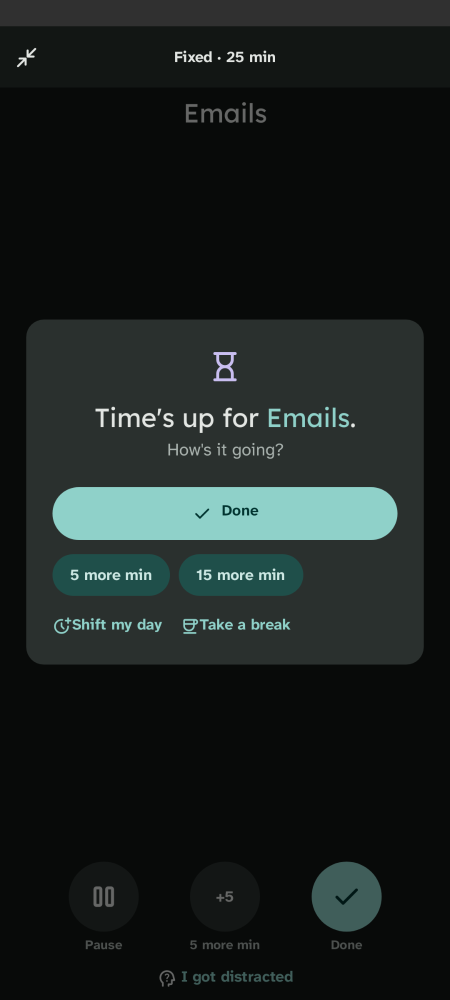 Fixed · 25 min
Emails
Time's up for Emails.
How's it going?
Done
5 more min
15 more min
Shift my day
Take a break
+5
Pause
5 more min
Done
I got distracted